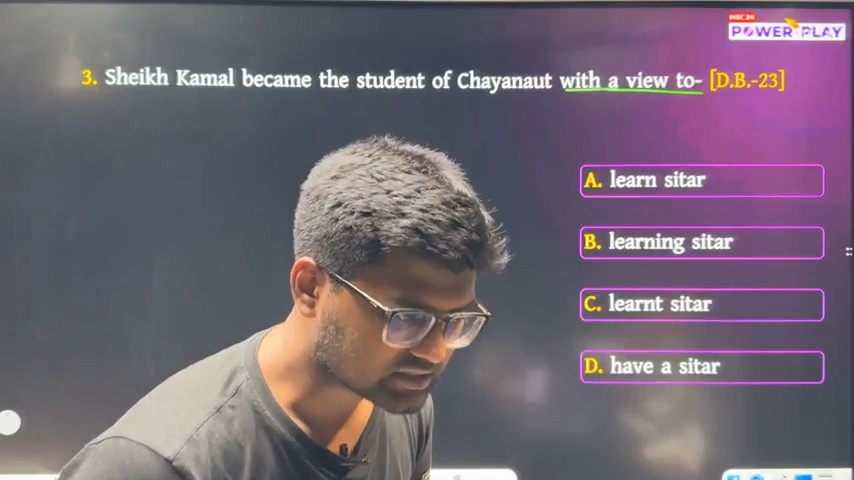 HSC 24
POWER PLAY
3. Sheikh Kamal became the student of Chayanaut with a view to- [D.B.-23]
A. learn sitar
B. learning sitar
C. learnt sitar
D. have a sitar